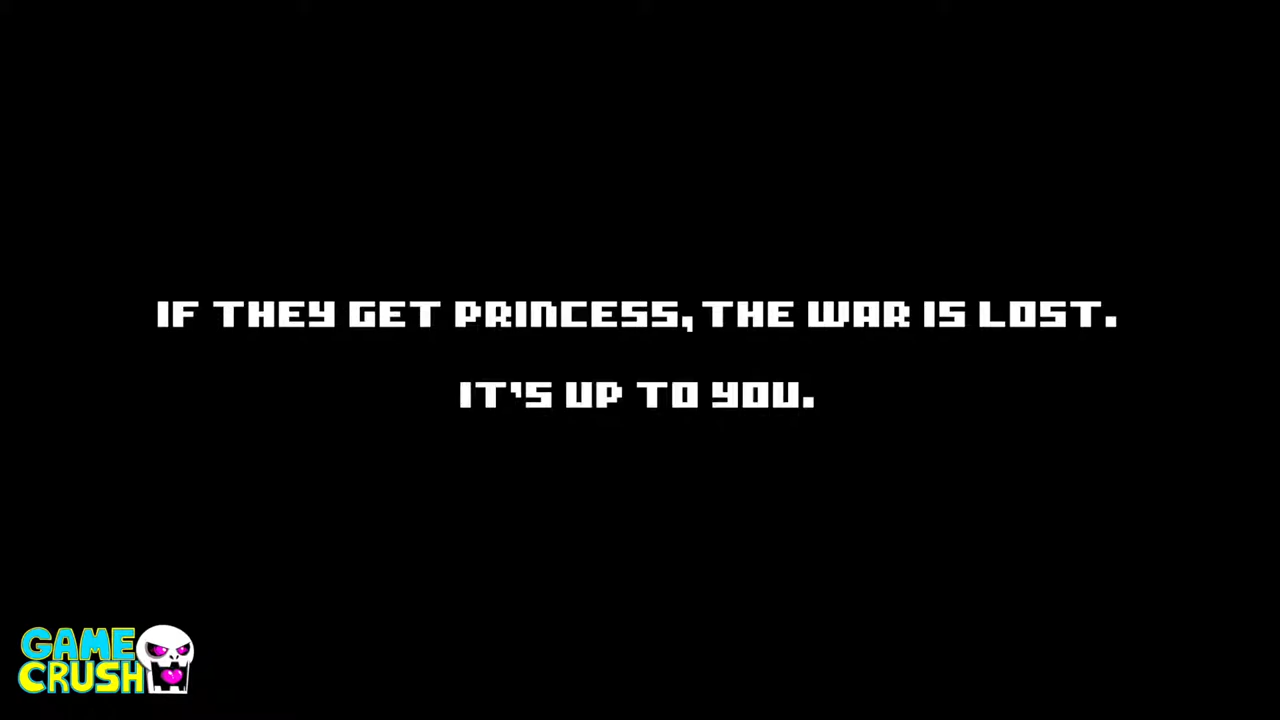 IF THEY GET PRINCESS, THE WAR IS LOST.
IT'S UP TO YOU.
GAME
CRUSH